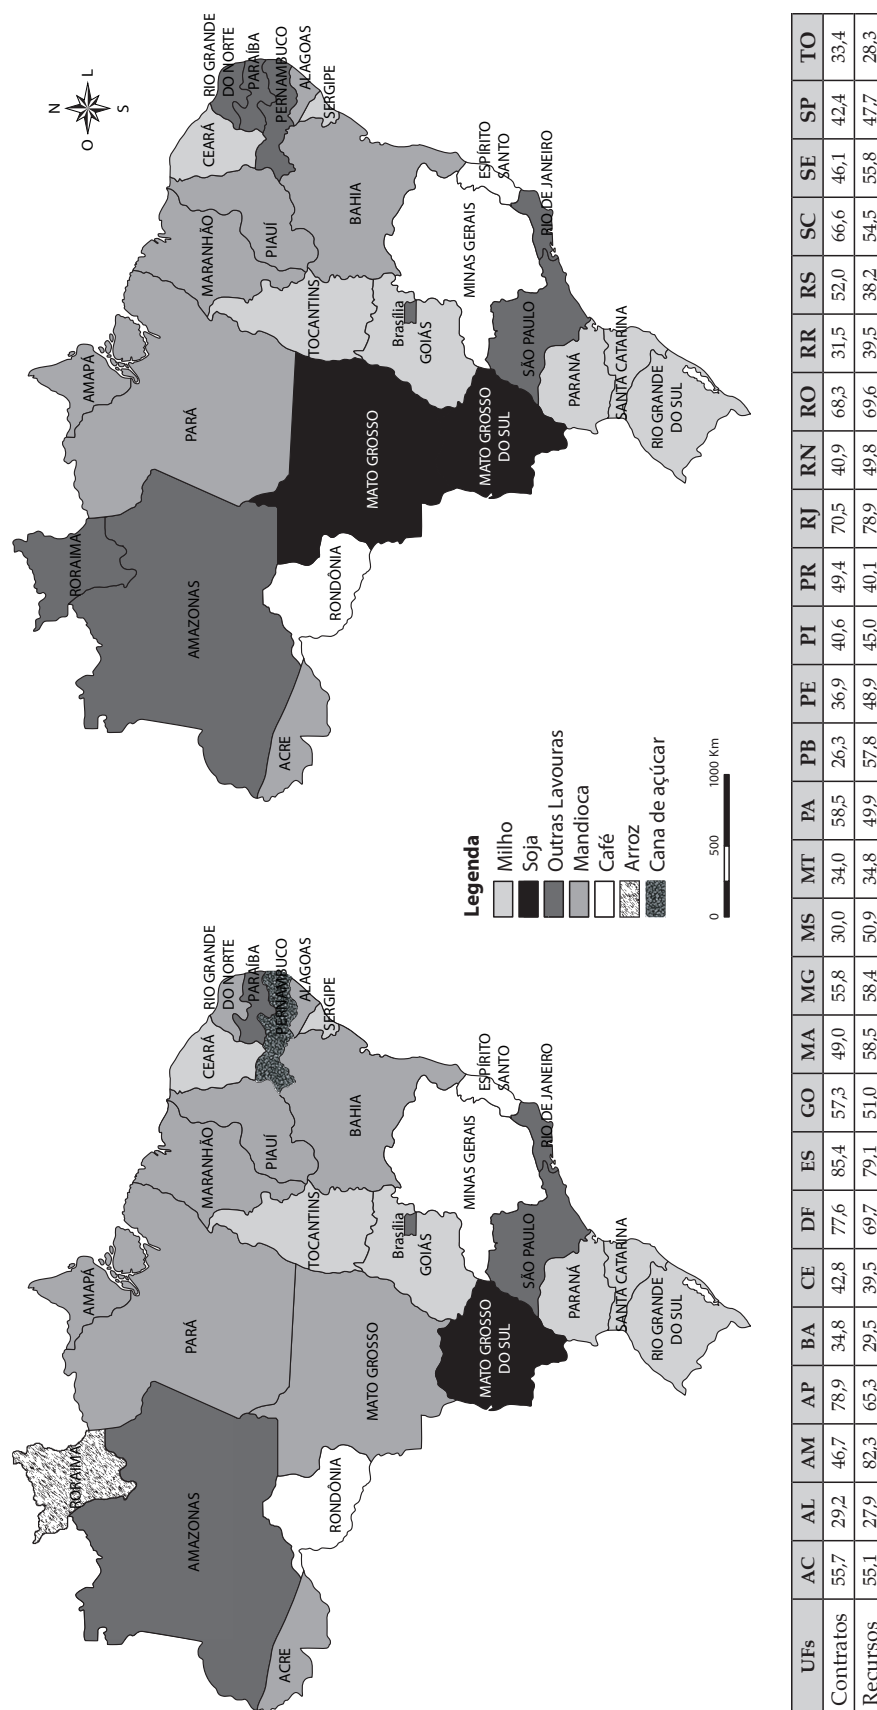 RORAIMA
AMAPÁ
AMAZONAS
PARÁ
MARANHÃO
CEARÁ
RIO GRANDE
DO NORTE
PARAÍBA
PERNAMBUCO
ALAGOAS
SERGIPE
PIAUÍ
ACRE
RONDÔNIA
MATO GROSSO
TOCANTINS
BAHIA
Brasília
GOIÁS
MINAS GERAIS
ESPÍRITO
SANTO
MATO GROSSO
DO SUL
SÃO PAULO
RIO DE JANEIRO
PARANÁ
SANTA CATARINA
RIO GRANDE
DO SUL
RORAIMA
AMAPÁ
AMAZONAS
PARÁ
MARANHÃO
CEARÁ
RIO GRANDE
DO NORTE
PARAÍBA
PERNAMBUCO
ALAGOAS
SERGIPE
PIAUÍ
ACRE
RONDÔNIA
MATO GROSSO
TOCANTINS
BAHIA
Brasília
GOIÁS
MINAS GERAIS
ESPÍRITO
SANTO
MATO GROSSO
DO SUL
SÃO PAULO
RIO DE JANEIRO
PARANÁ
SANTA CATARINA
RIO GRANDE
DO SUL
N
O L
S
Legenda
Milho
Soja
Outras Lavouras
Mandioca
Café
Arroz
Cana de açúcar
0 500 1000 Km
UFs AC AL AM AP BA CE DF ES GO MA MG MS MT PA PB PE PI PR RJ RN RO RR RS SC SE SP TO
Contratos 55,7 29,2 46,7 78,9 34,8 42,8 77,6 85,4 57,3 49,0 55,8 30,0 34,0 58,5 26,3 36,9 40,6 49,4 70,5 40,9 68,3 31,5 52,0 66,6 46,1 42,4 33,4
Recursos 55,1 27,9 82,3 65,3 29,5 39,5 69,7 79,1 51,0 58,5 58,4 50,9 34,8 49,9 57,8 48,9 45,0 40,1 78,9 49,8 69,6 39,5 38,2 54,5 55,8 47,7 28,3